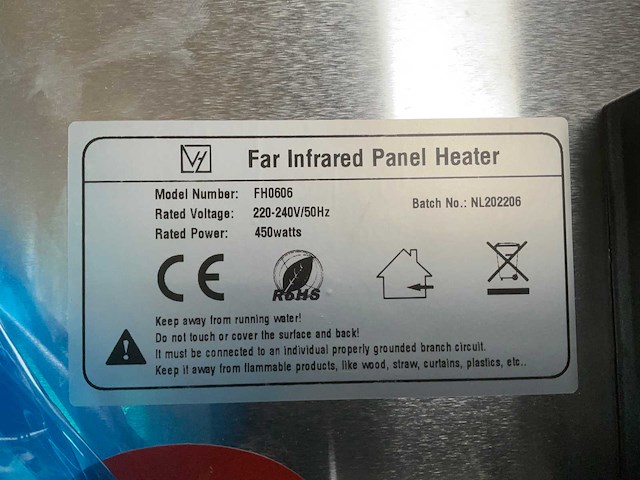 VH Far Infrared Panel Heater
Model Number: FH0606
Rated Voltage: 220-240V/50Hz
Batch No.: NL202206
Rated Power: 450watts
CE RoHS
Keep away from running water!
Do not touch or cover the surface and back!
It must be connected to an individual properly grounded branch circuit.
Keep it away from flammable products, like wood, straw, curtains, plastics, etc..